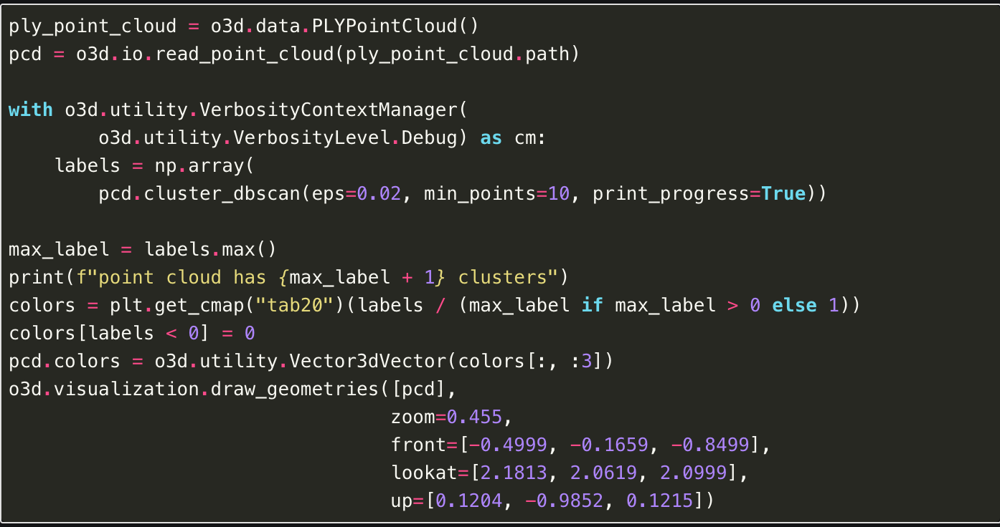 ply_point_cloud = o3d.data.PLYPointCloud()
pcd = o3d.io.read_point_cloud(ply_point_cloud.path)

with o3d.utility.VerbosityContextManager(
        o3d.utility.VerbosityLevel.Debug) as cm:
    labels = np.array(
        pcd.cluster_dbscan(eps=0.02, min_points=10, print_progress=True))

max_label = labels.max()
print(f"point cloud has {max_label + 1} clusters")
colors = plt.get_cmap("tab20")(labels / (max_label if max_label > 0 else 1))
colors[labels < 0] = 0
pcd.colors = o3d.utility.Vector3dVector(colors[:, :3])
o3d.visualization.draw_geometries([pcd],
                                  zoom=0.455,
                                  front=[-0.4999, -0.1659, -0.8499],
                                  lookat=[2.1813, 2.0619, 2.0999],
                                  up=[0.1204, -0.9852, 0.1215])